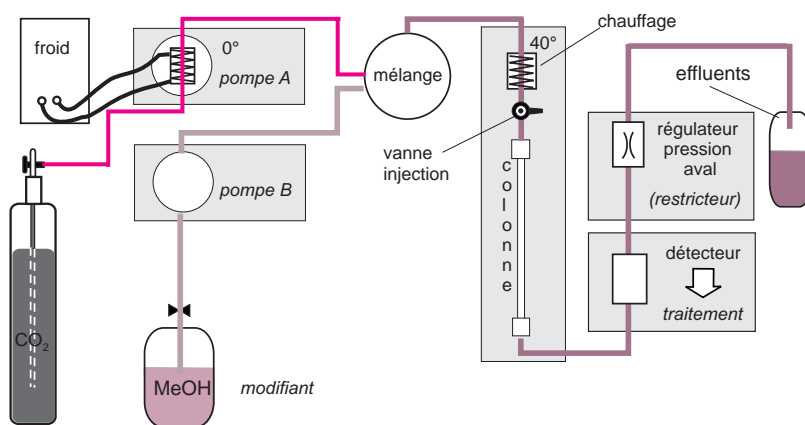 froid
0°
pompe A
mélange
40°
chauffage
vanne
injection
colonne
pompe B
CO2
MeOH
modifiant
effluents
régulateur
pression
aval
(restricteur)
détecteur
traitement